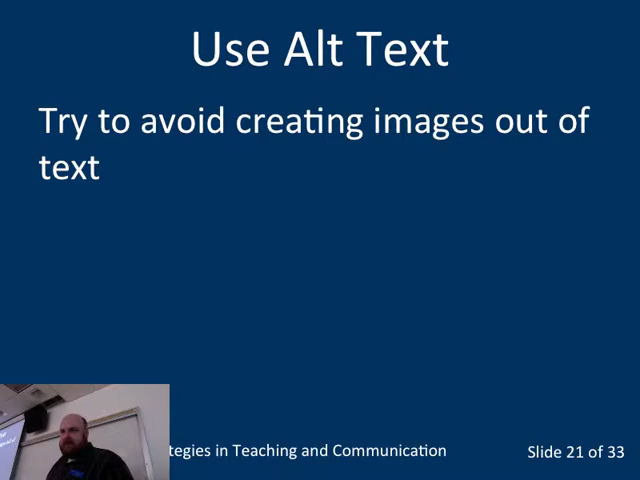 Use Alt Text
Try to avoid creating images out of
text
tegies in Teaching and Communication
Slide 21 of 33